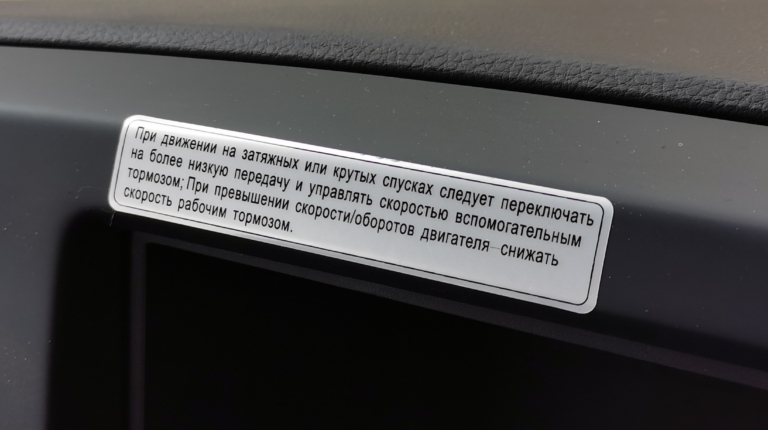 При движении на затяжных или крутых спусках следует переключать
на более низкую передачу и управлять скоростью вспомогательным
тормозом; При превышении скорости/оборотов двигателя—снижать
скорость рабочим тормозом.